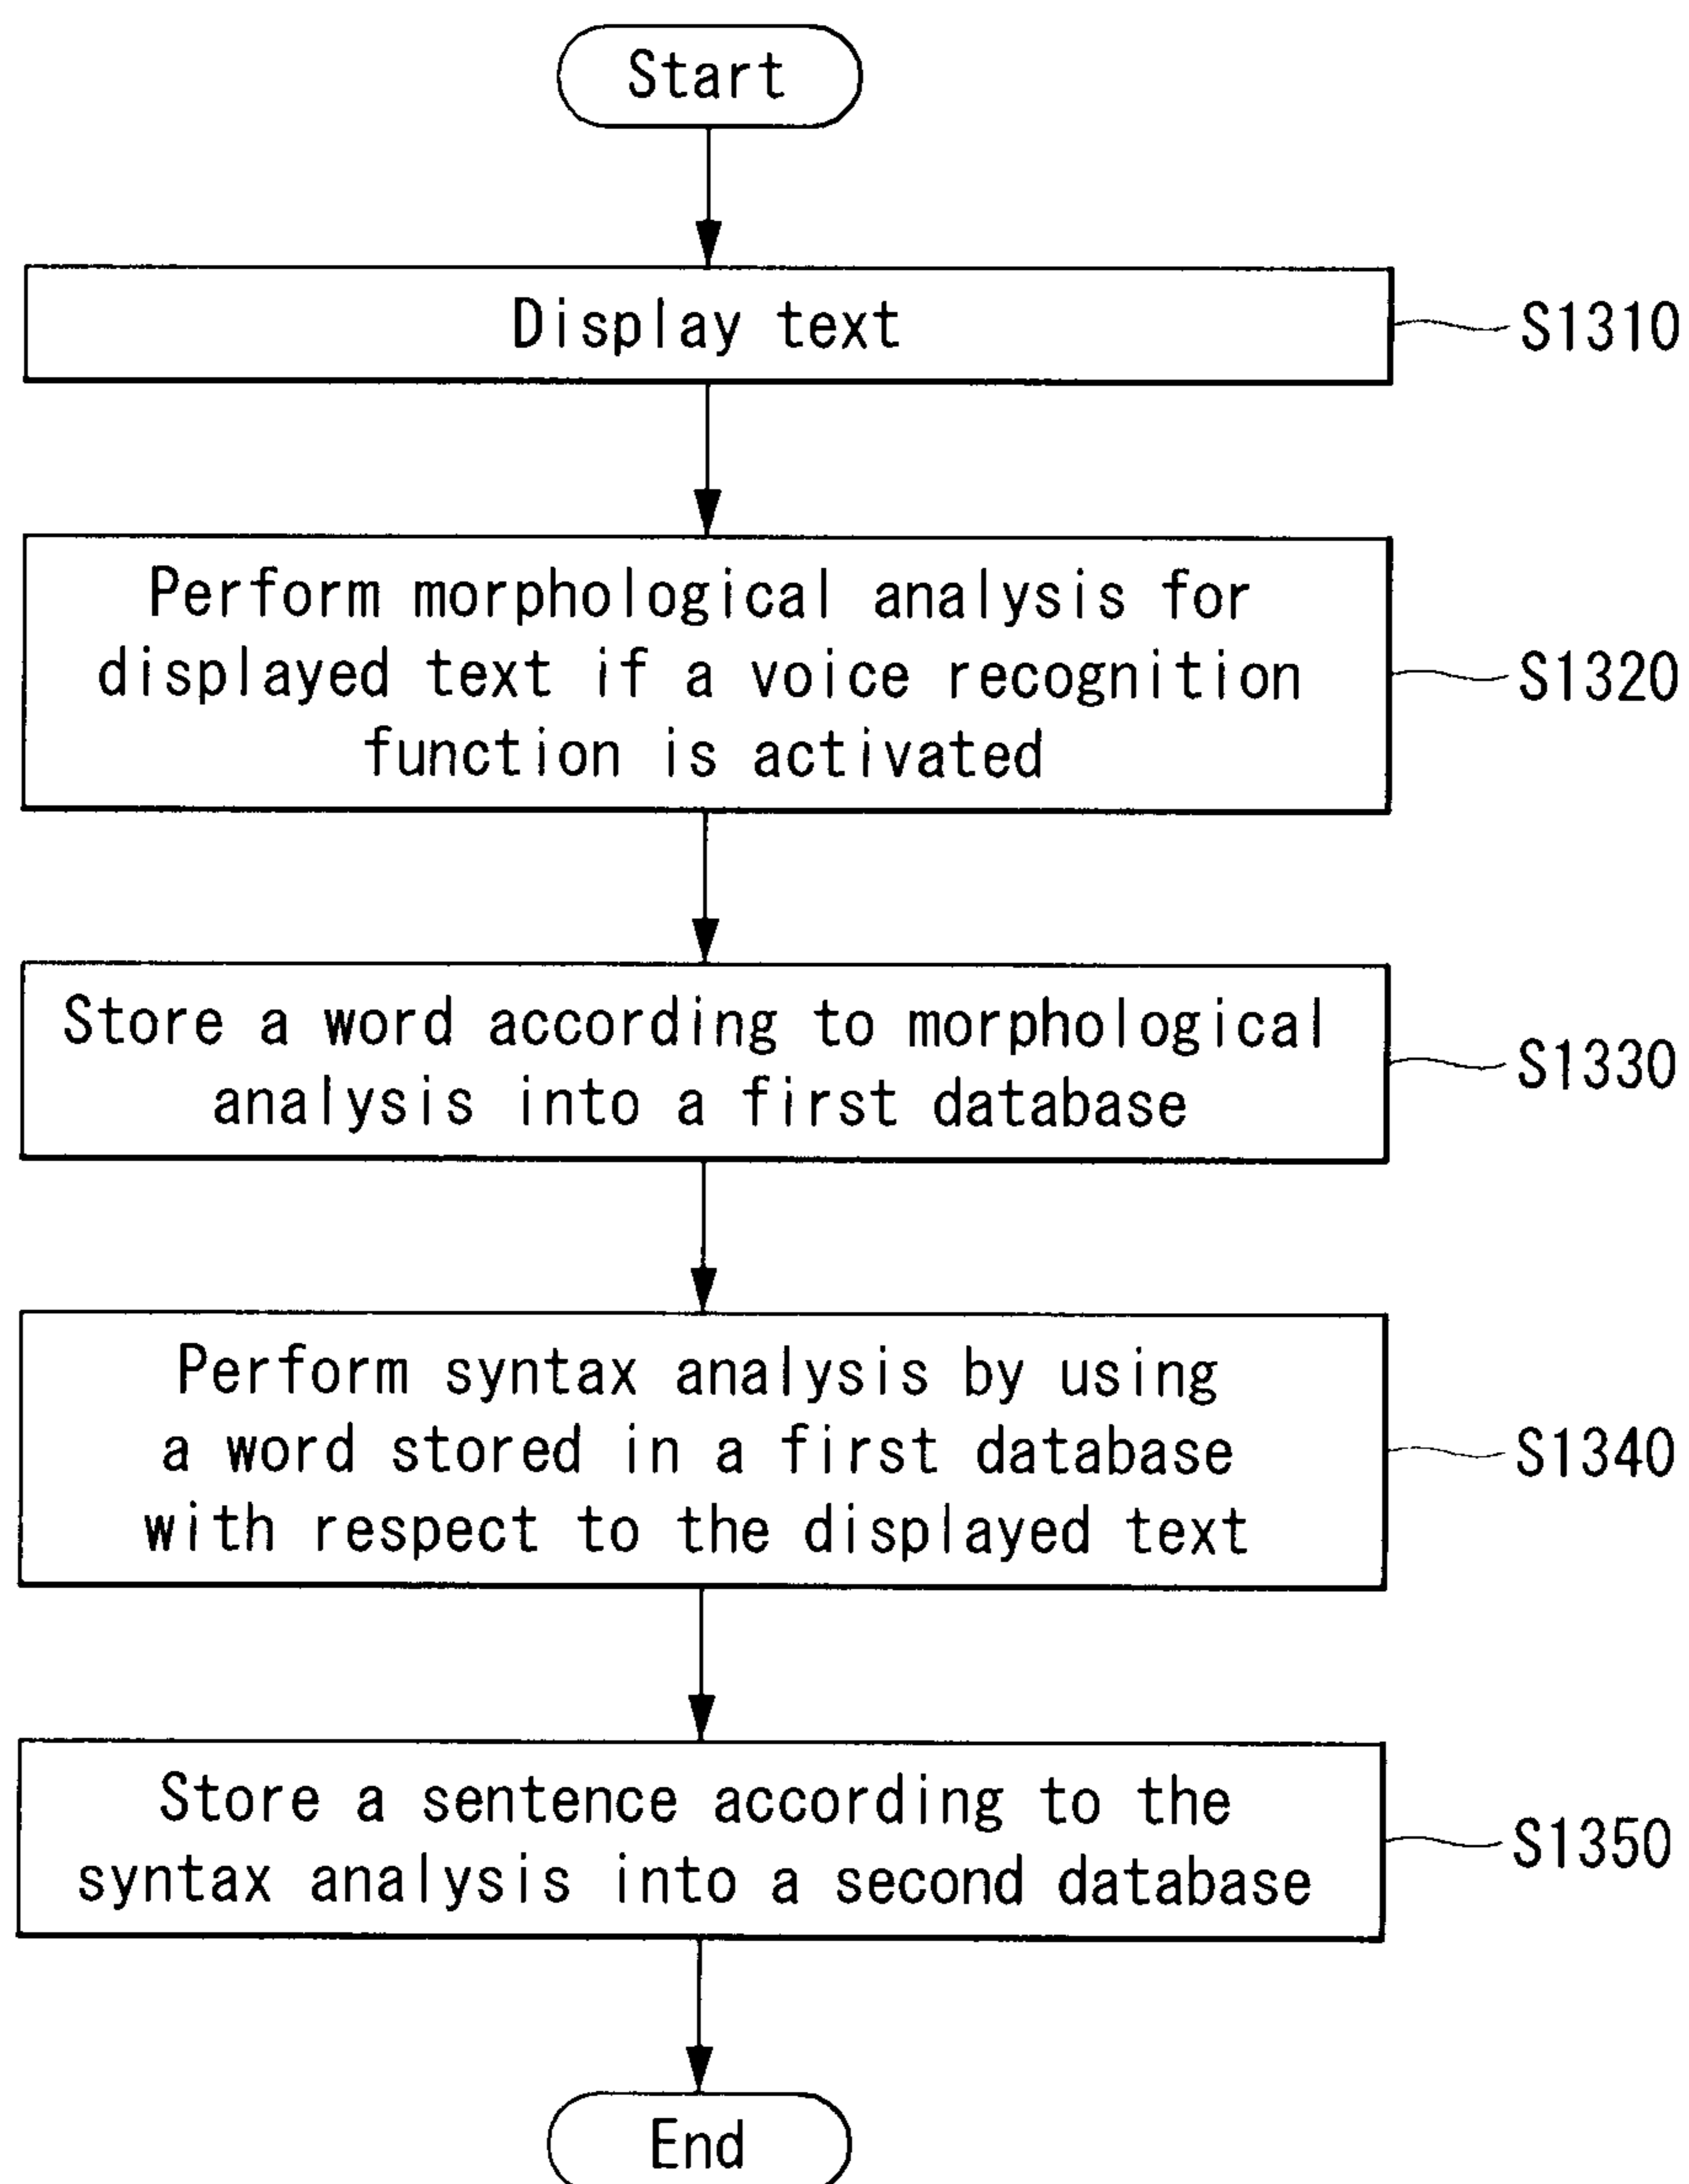 Start
Display text
S1310
Perform morphological analysis for
displayed text if a voice recognition
function is activated
S1320
Store a word according to morphological
analysis into a first database
S1330
Perform syntax analysis by using
a word stored in a first database
with respect to the displayed text
S1340
Store a sentence according to the
syntax analysis into a second database
S1350
End